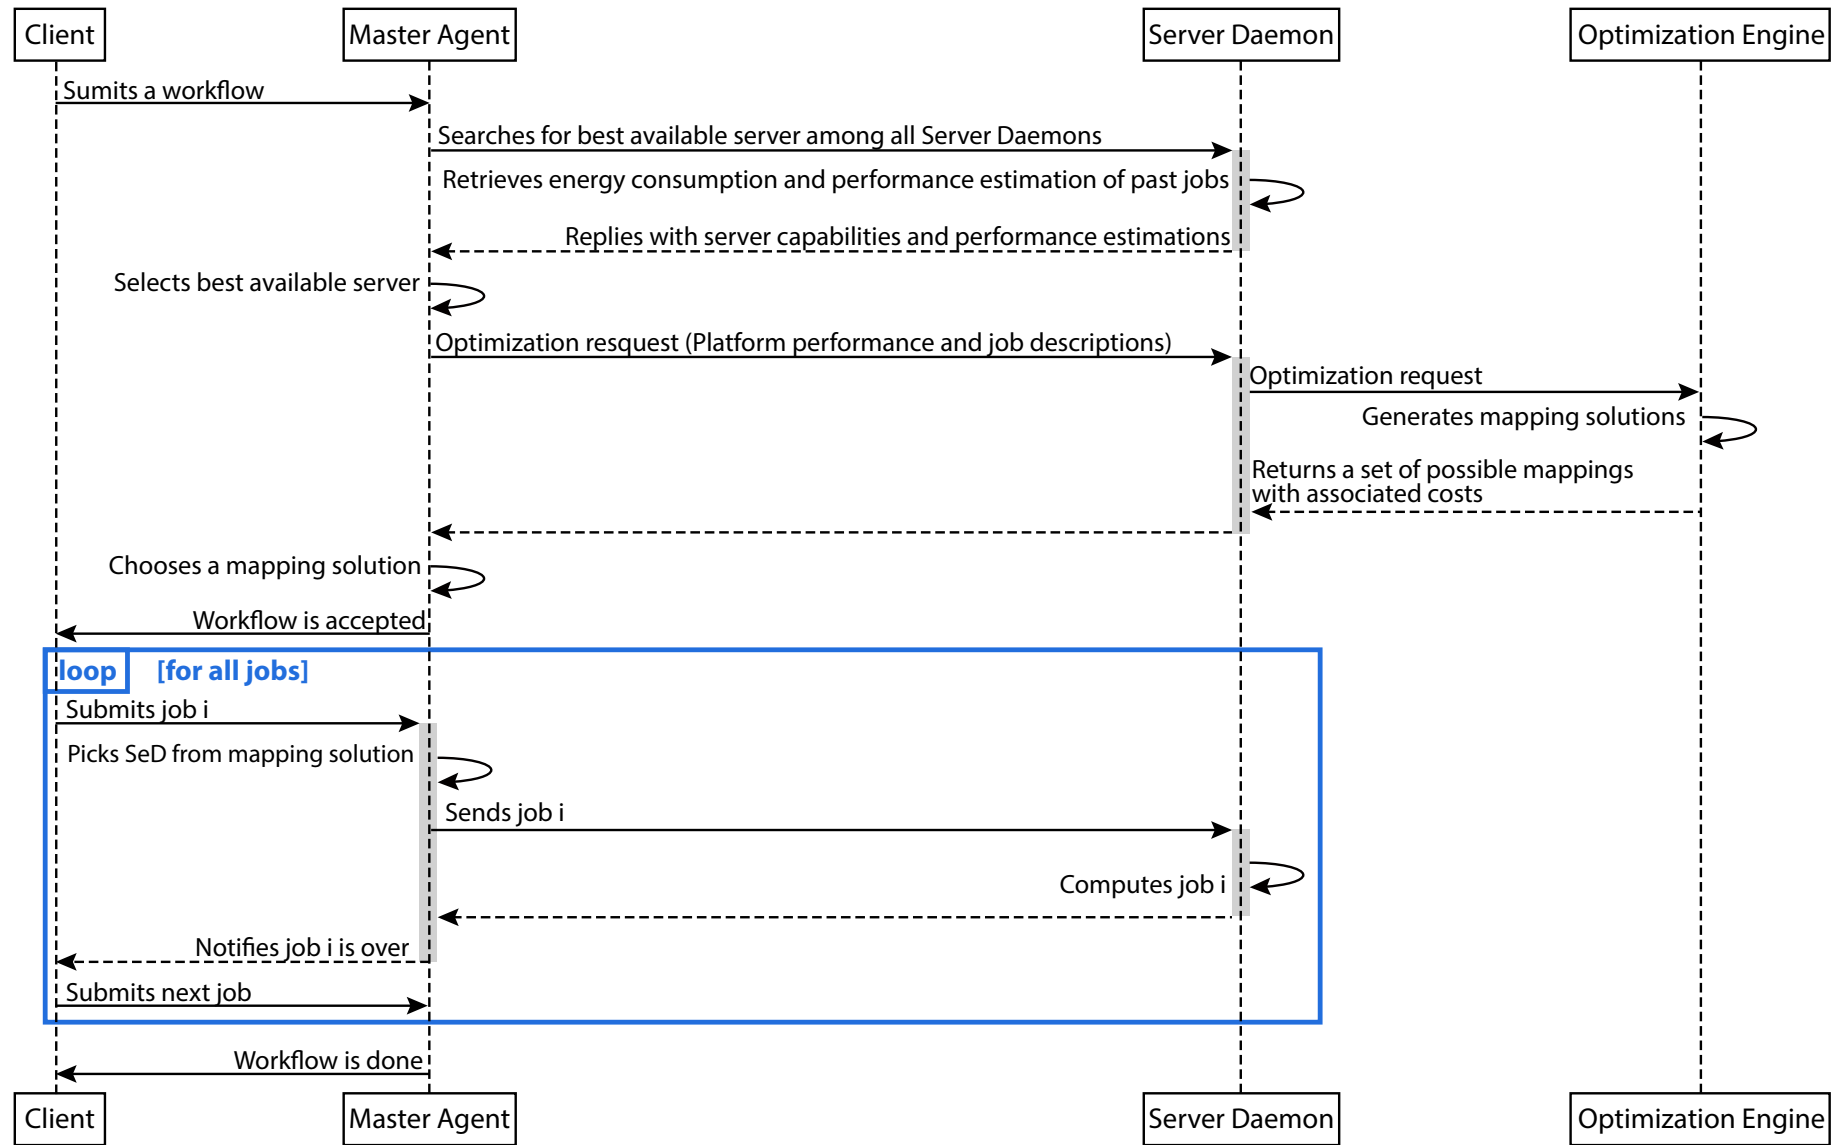 Client
Master Agent
Server Daemon
Optimization Engine
Sumits a workflow
Searches for best available server among all Server Daemons
Retrieves energy consumption and performance estimation of past jobs
Replies with server capabilities and performance estimations
Selects best available server
Optimization resquest (Platform performance and job descriptions)
Optimization request
Generates mapping solutions
Returns a set of possible mappings
with associated costs
Chooses a mapping solution
Workflow is accepted
loop [for all jobs]
Submits job i
Picks SeD from mapping solution
Sends job i
Computes job i
Notifies job i is over
Submits next job
Workflow is done
Client
Master Agent
Server Daemon
Optimization Engine